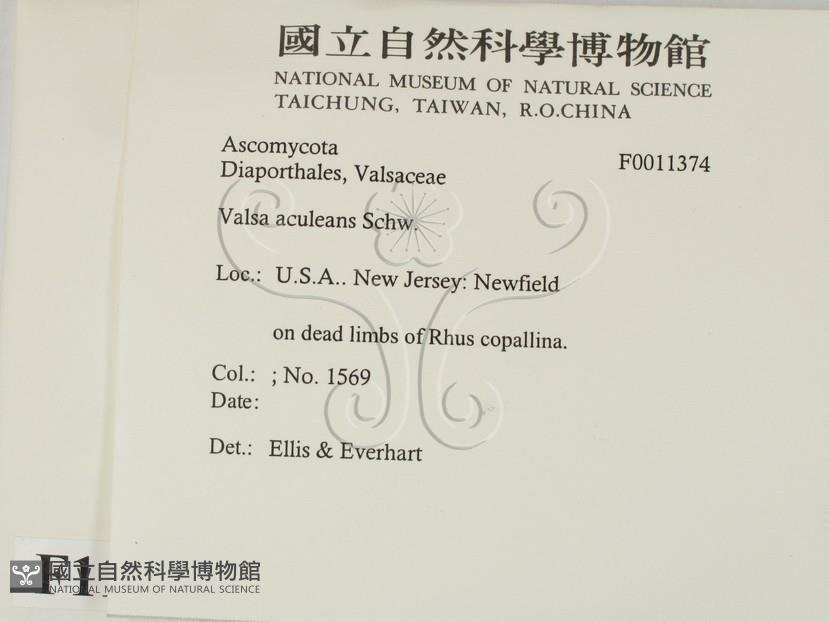 國立自然科學博物館
NATIONAL MUSEUM OF NATURAL SCIENCE
TAICHUNG, TAIWAN, R.O.CHINA
Ascomycota
F0011374
Diaporthales, Valsaceae
Valsa aculeans Schw.
Loc.: U.S.A.. New Jersey: Newfield
on dead limbs of Rhus copallina.
Col.: ; No. 1569
Date:
Det.: Ellis & Everhart
F1
國立自然科學博物館
NATIONAL MUSEUM OF NATURAL SCIENCE